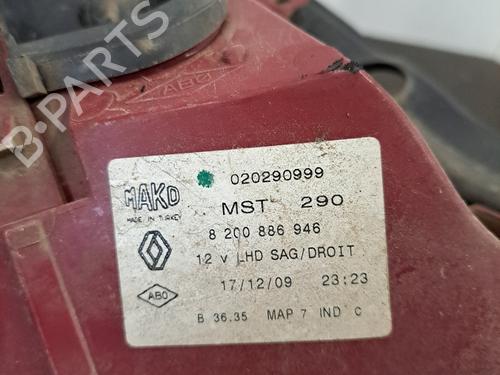 B-PARTS
ABO
MAKO
MADE IN TURKEY
020290999
MST 290
8 200 886 946
12 v LHD SAG/DROIT
17/12/09 23:23
ABO
B 36.35 MAP 7 IND C